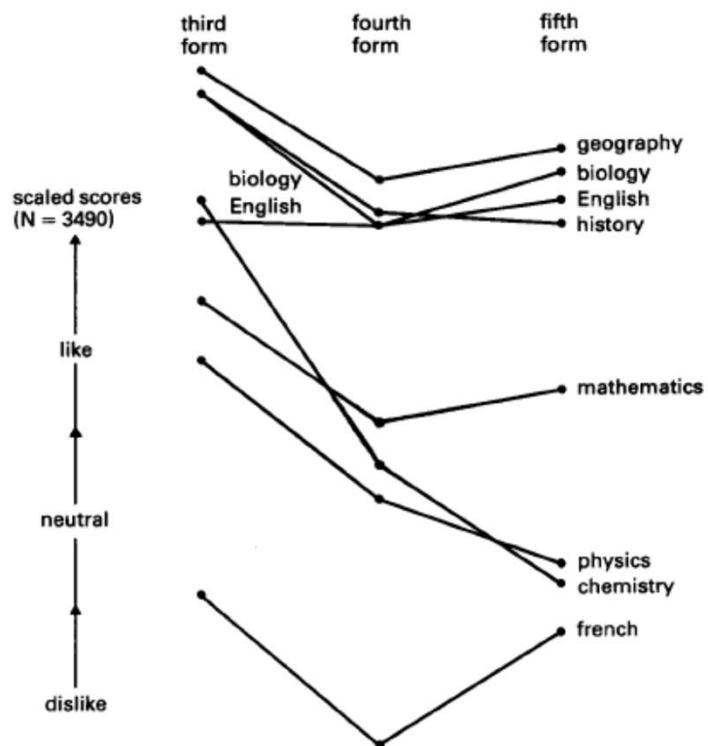 third
form
fourth
form
fifth
form
scaled scores
(N = 3490)
like
neutral
dislike
biology
English
geography
biology
English
history
mathematics
physics
chemistry
french